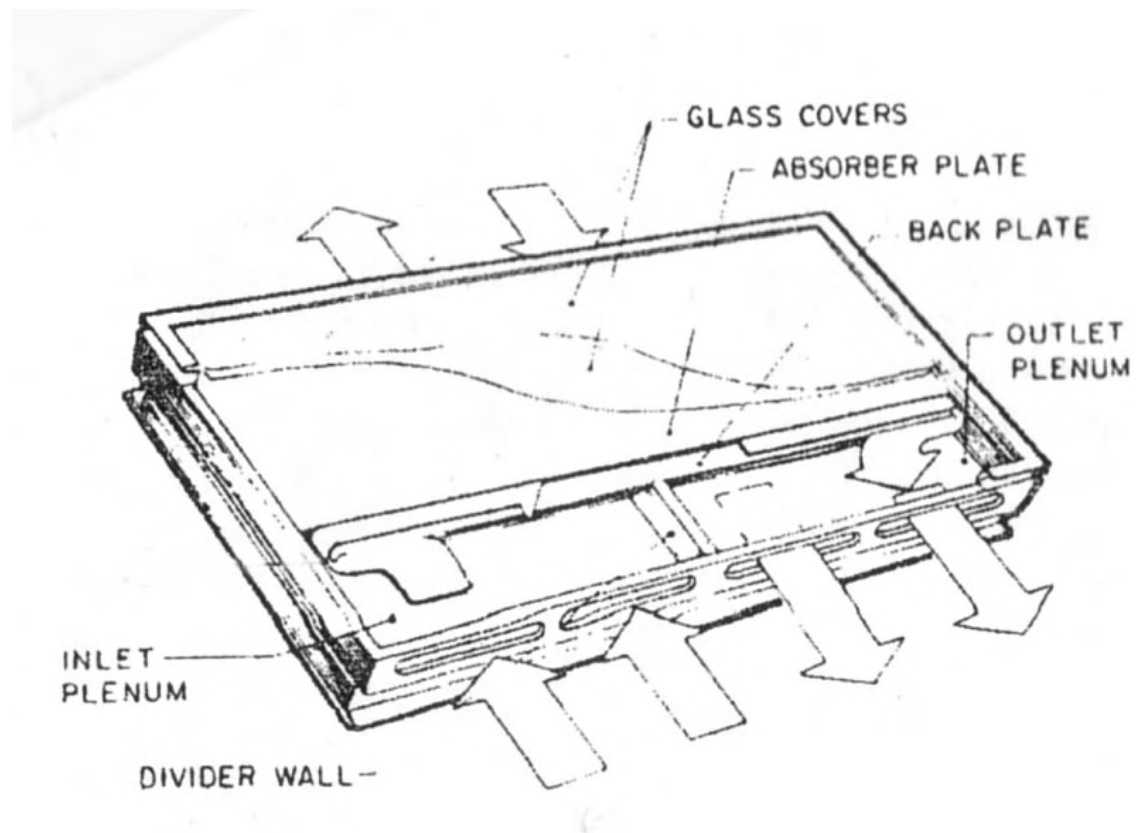 GLASS COVERS
ABSORBER PLATE
BACK PLATE
OUTLET
PLENUM
INLET
PLENUM
DIVIDER WALL